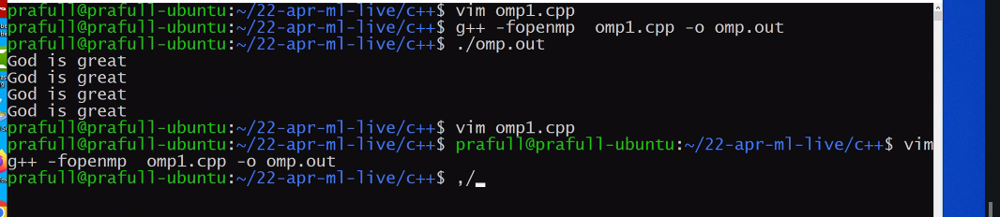 prafull@prafull-ubuntu:~/22-apr-ml-live/c++$ vim omp1.cpp
prafull@prafull-ubuntu:~/22-apr-ml-live/c++$ g++ -fopenmp  omp1.cpp -o omp.out
prafull@prafull-ubuntu:~/22-apr-ml-live/c++$ ./omp.out
God is great
God is great
God is great
God is great
prafull@prafull-ubuntu:~/22-apr-ml-live/c++$ vim omp1.cpp
prafull@prafull-ubuntu:~/22-apr-ml-live/c++$ prafull@prafull-ubuntu:~/22-apr-ml-live/c++$ vim
g++ -fopenmp  omp1.cpp -o omp.out
prafull@prafull-ubuntu:~/22-apr-ml-live/c++$ ,/